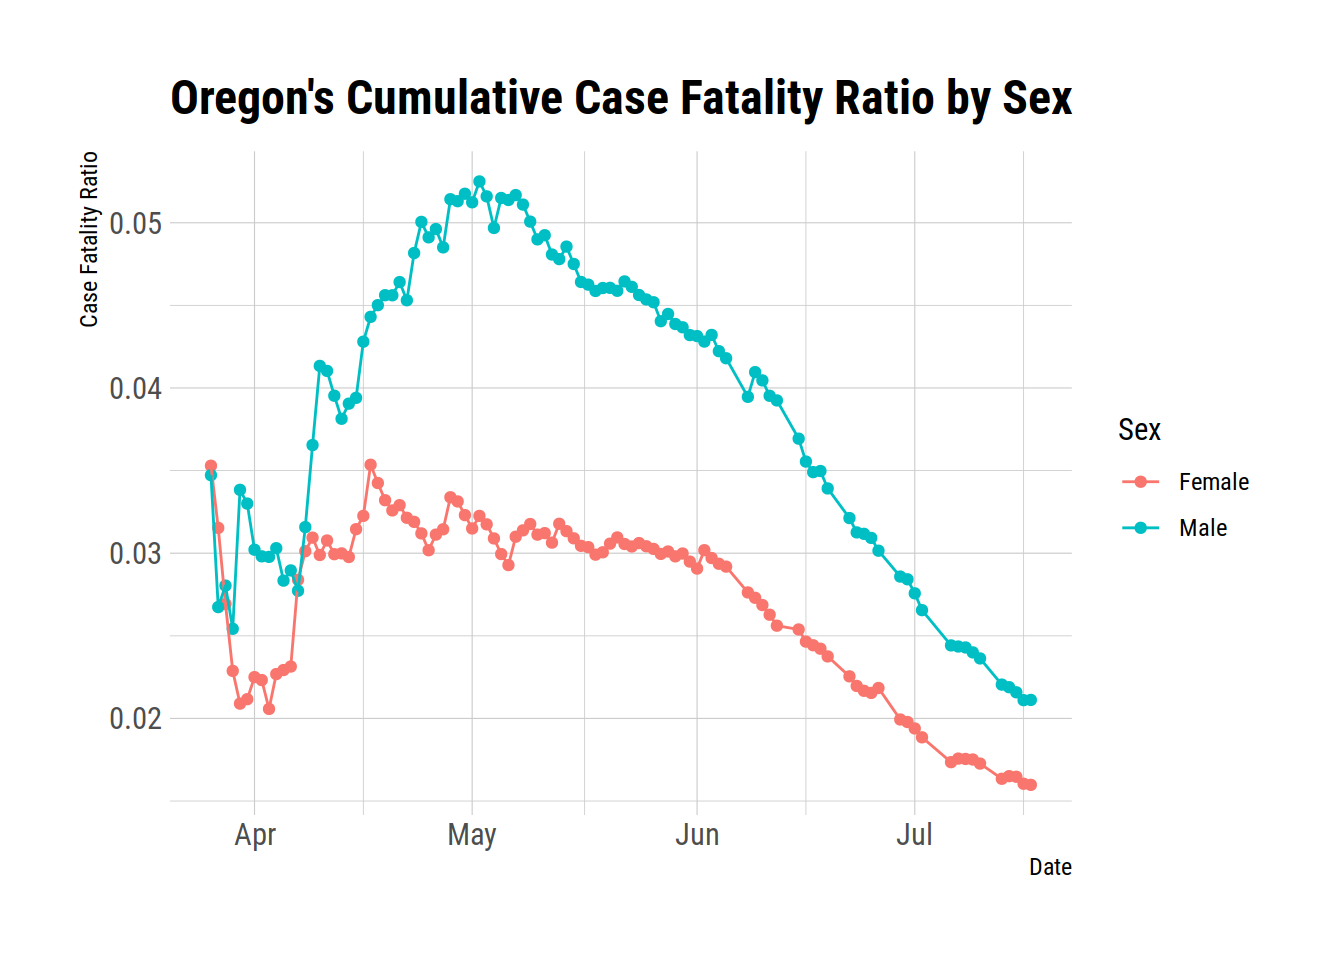 Oregon's Cumulative Case Fatality Ratio by Sex
Case Fatality Ratio
0.05
0.04
0.03
0.02
Apr May Jun Jul
Date
Sex
Female
Male